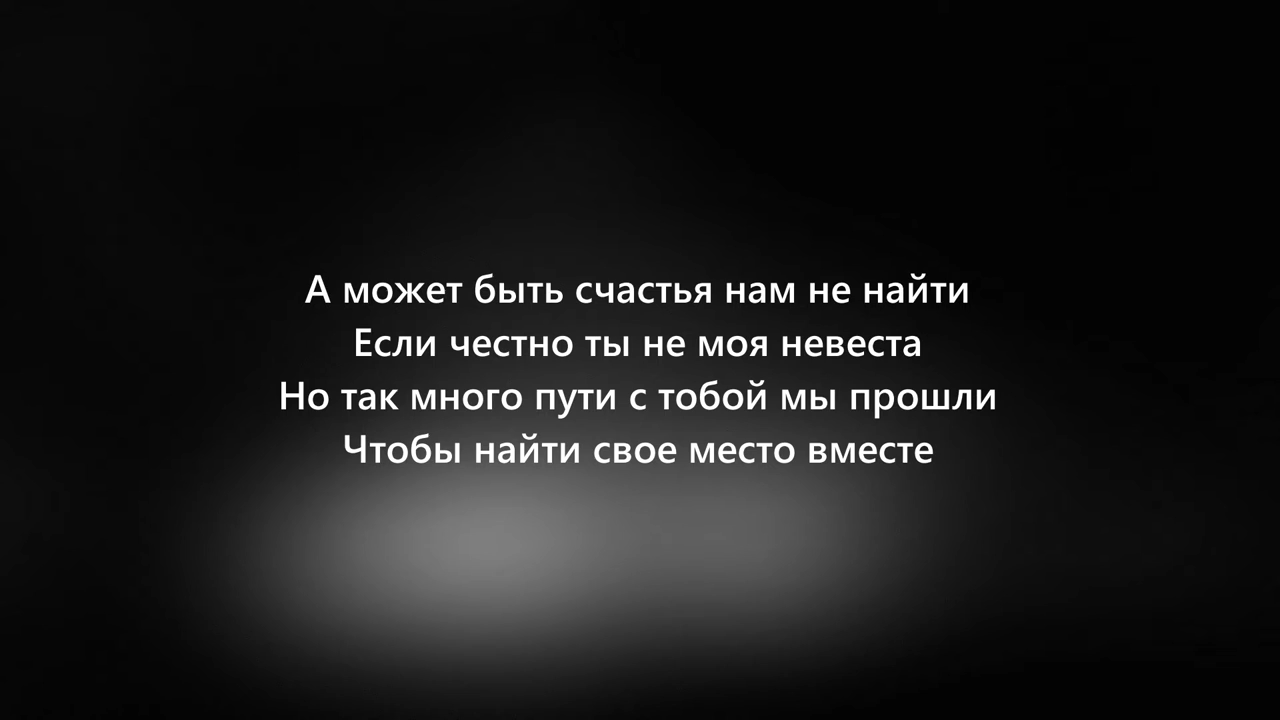 А может быть счастья нам не найти
Если честно ты не моя невеста
Но так много пути с тобой мы прошли
Чтобы найти свое место вместе